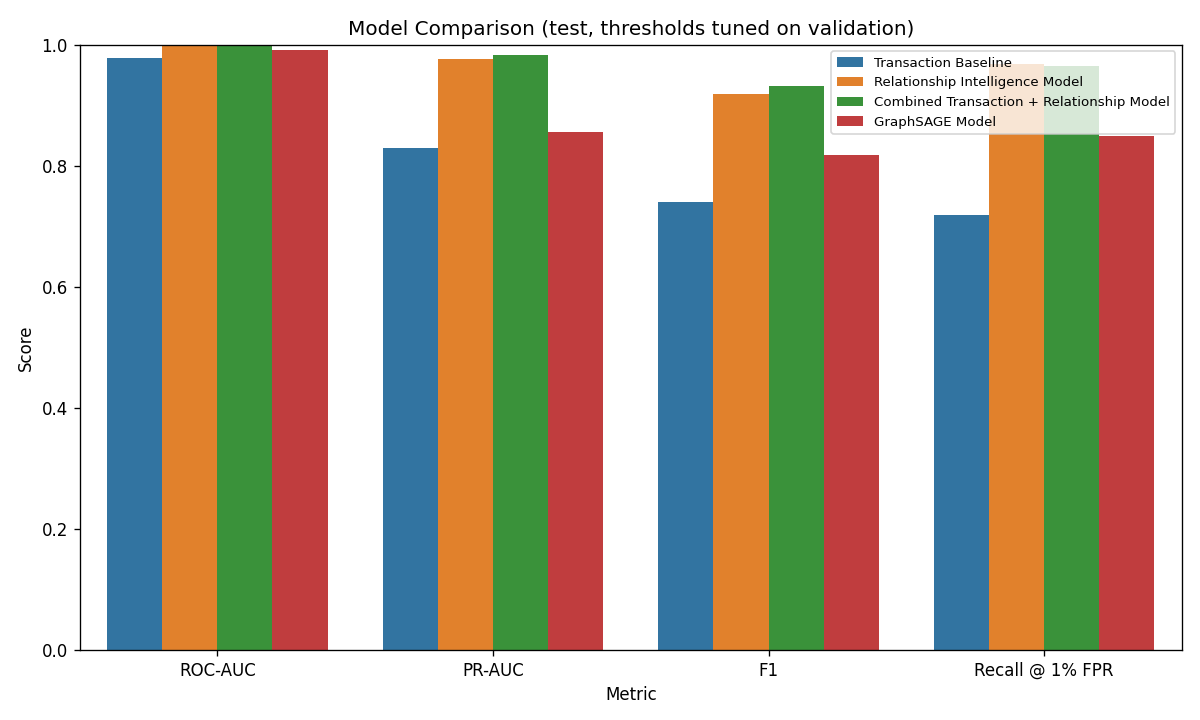 Model Comparison (test, thresholds tuned on validation)
Transaction Baseline
Relationship Intelligence Model
Combined Transaction + Relationship Model
GraphSAGE Model
Score
1.0
0.8
0.6
0.4
0.2
0.0
ROC-AUC PR-AUC F1 Recall @ 1% FPR
Metric